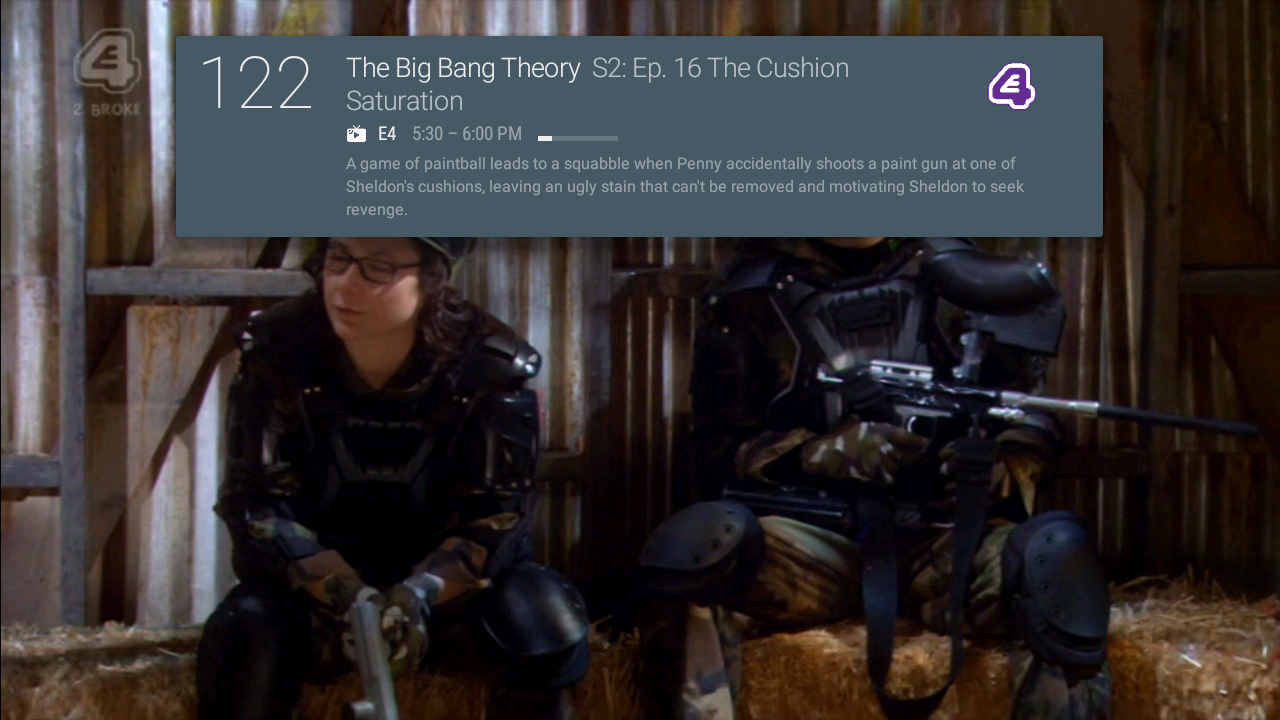 122
The Big Bang Theory S2: Ep. 16 The Cushion
Saturation
E4 5:30 – 6:00 PM
A game of paintball leads to a squabble when Penny accidentally shoots a paint gun at one of
Sheldon's cushions, leaving an ugly stain that can't be removed and motivating Sheldon to seek
revenge.
E4
4
2 BROKE